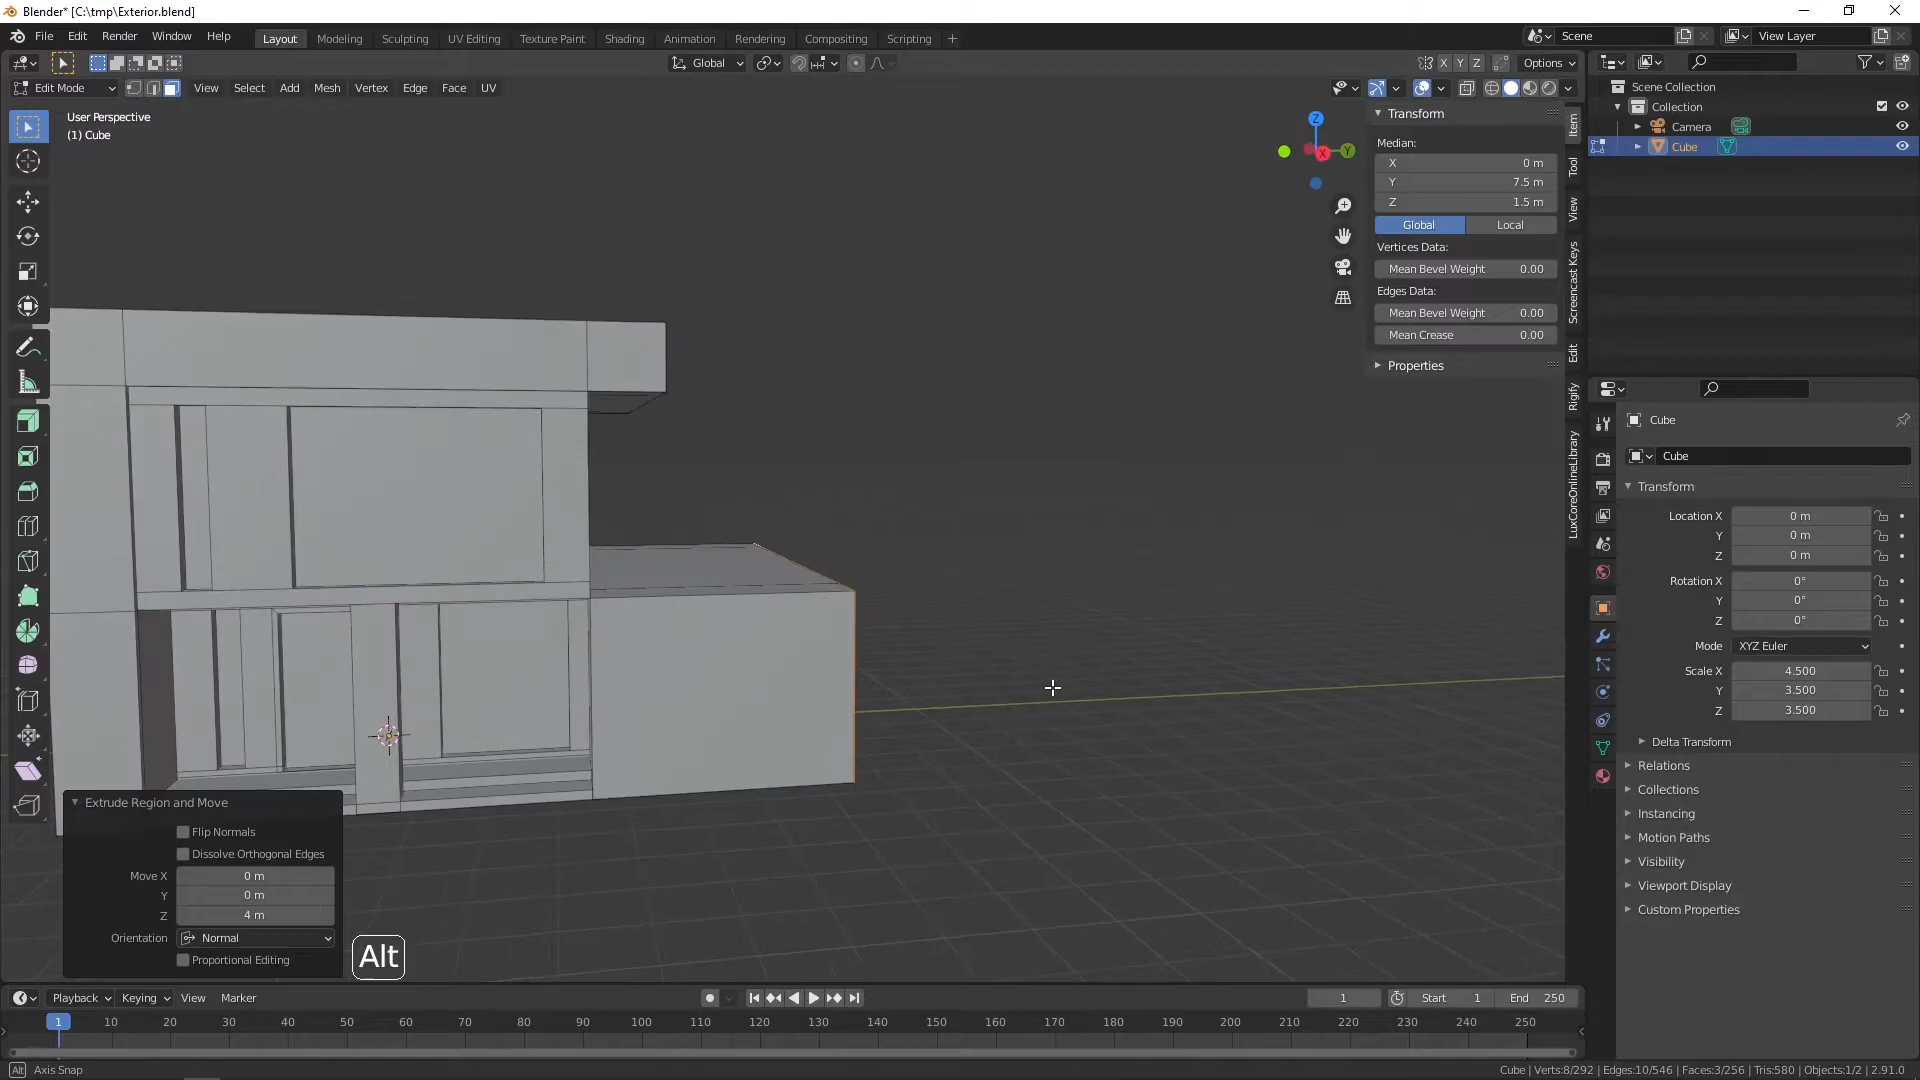 Blender* [C:\tmp\Exterior.blend]
File Edit Render Window Help Layout Modeling Sculpting UV Editing Texture Paint Shading Animation Rendering Compositing Scripting + Scene View Layer
Global X Y Z Options
Edit Mode View Select Add Mesh Vertex Edge Face UV
User Perspective
(1) Cube
Z
X
Y
Transform
Median:
X 0 m
Y 7.5 m
Z 1.5 m
Global Local
Vertices Data:
Mean Bevel Weight 0.00
Edges Data:
Mean Bevel Weight 0.00
Mean Crease 0.00
Properties
Item
Tool
View
Screencast Keys
Edit
Rigify
LuxCoreOnlineLibrary
Scene Collection
Collection
Camera
Cube
Cube
Cube
Transform
Location X 0 m
Y 0 m
Z 0 m
Rotation X 0°
Y 0°
Z 0°
Mode XYZ Euler
Scale X 4.500
Y 3.500
Z 3.500
Delta Transform
Relations
Collections
Instancing
Motion Paths
Visibility
Viewport Display
Custom Properties
Extrude Region and Move
Flip Normals
Dissolve Orthogonal Edges
Move X 0 m
Y 0 m
Z 4 m
Orientation Normal
Proportional Editing
Alt
Playback Keying View Marker 1 Start 1 End 250
1 10 20 30 40 50 60 70 80 90 100 110 120 130 140 150 160 170 180 190 200 210 220 230 240 250
Alt Axis Snap
Cube | Verts:8/292 | Edges:10/546 | Faces:3/256 | Tris:580 | Objects:1/2 | 2.91.0